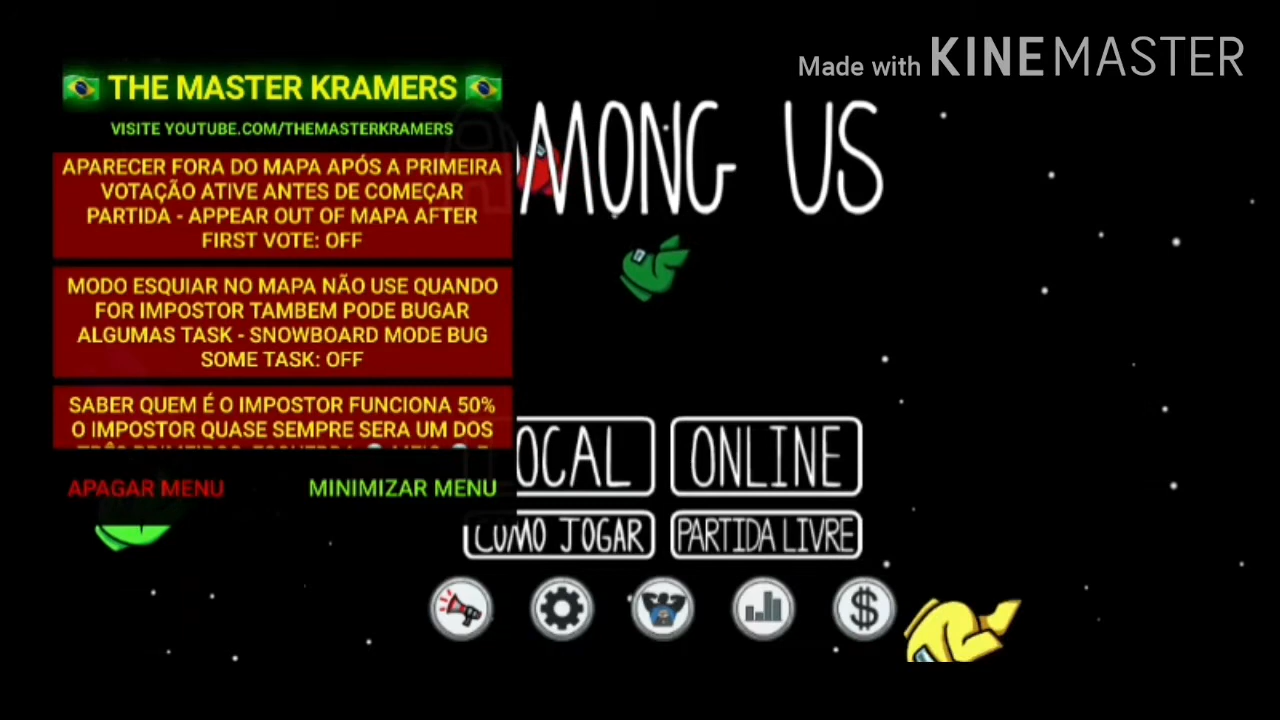 Made with KINEMASTER
THE MASTER KRAMERS
VISITE YOUTUBE.COM/THEMASTERKRAMERS
APARECER FORA DO MAPA APÓS A PRIMEIRA
VOTAÇÃO ATIVE ANTES DE COMEÇAR
PARTIDA - APPEAR OUT OF MAPA AFTER
FIRST VOTE: OFF
MODO ESQUIAR NO MAPA NÃO USE QUANDO
FOR IMPOSTOR TAMBEM PODE BUGAR
ALGUMAS TASK - SNOWBOARD MODE BUG
SOME TASK: OFF
SABER QUEM É O IMPOSTOR FUNCIONA 50%
O IMPOSTOR QUASE SEMPRE SERA UM DOS
APAGAR MENU
MINIMIZAR MENU
AMONG US
LOCAL
ONLINE
COMO JOGAR
PARTIDA LIVRE